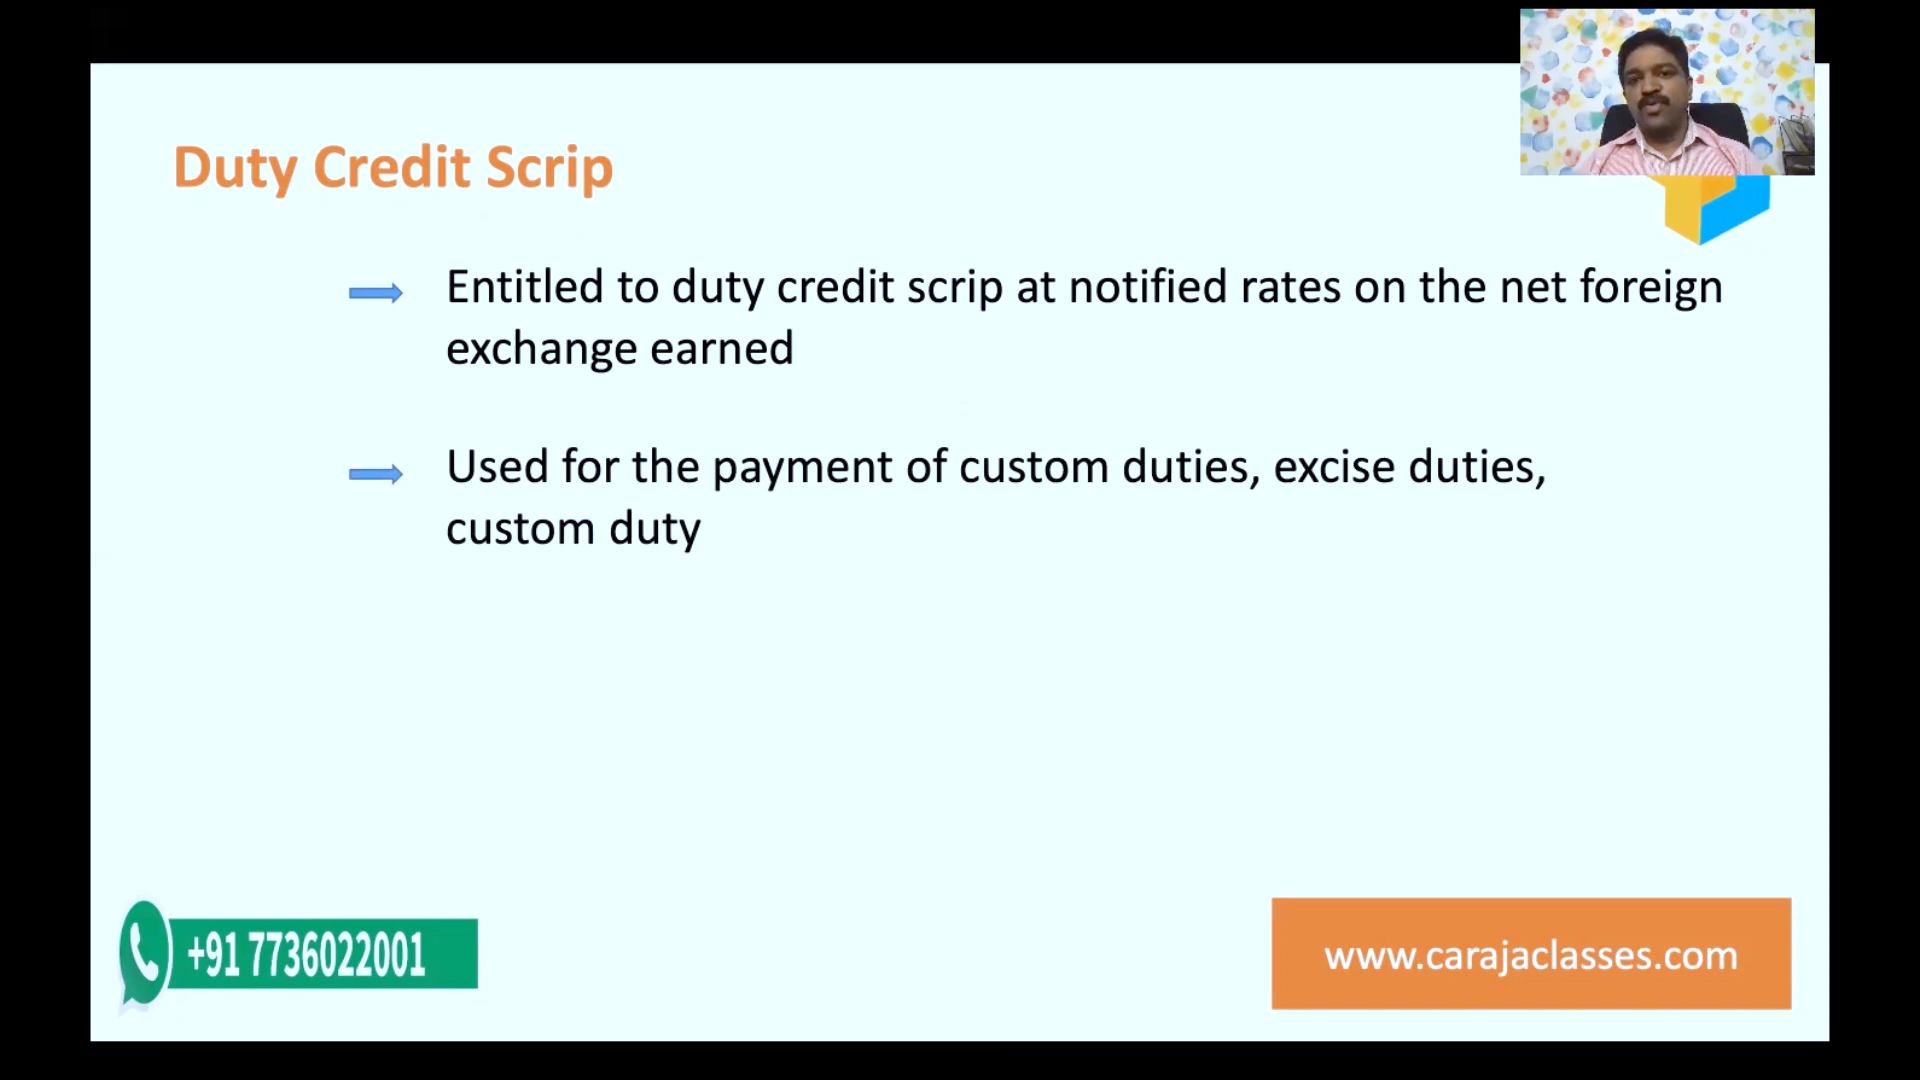 Duty Credit Scrip
Entitled to duty credit scrip at notified rates on the net foreign
exchange earned
Used for the payment of custom duties, excise duties,
custom duty
+91 7736022001
www.carajaclasses.com